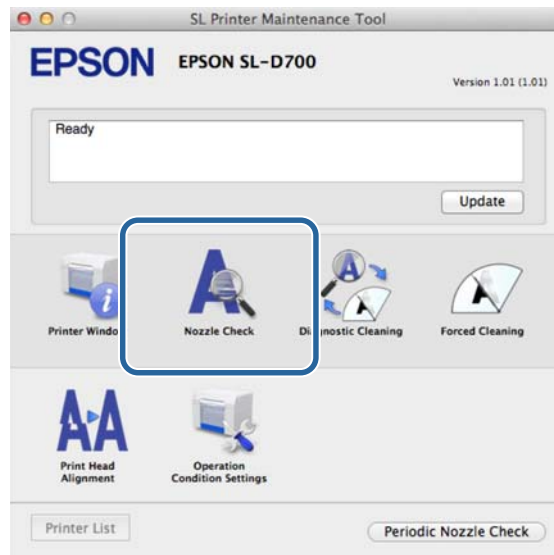 SL Printer Maintenance Tool
EPSON
EPSON SL-D700
Version 1.01 (1.01)
Ready
Update
Printer Windo
Nozzle Check
Di gnostic Cleaning
Forced Cleaning
Print Head
Alignment
Operation
Condition Settings
Printer List
Periodic Nozzle Check